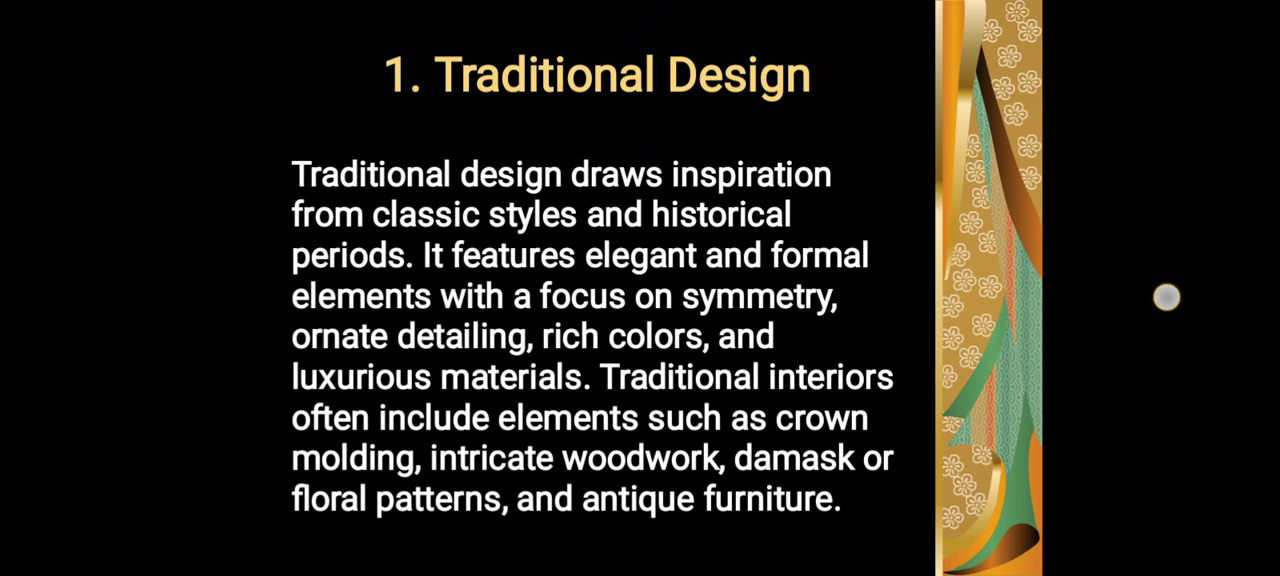 1. Traditional Design
Traditional design draws inspiration
from classic styles and historical
periods. It features elegant and formal
elements with a focus on symmetry,
ornate detailing, rich colors, and
luxurious materials. Traditional interiors
often include elements such as crown
molding, intricate woodwork, damask or
floral patterns, and antique furniture.